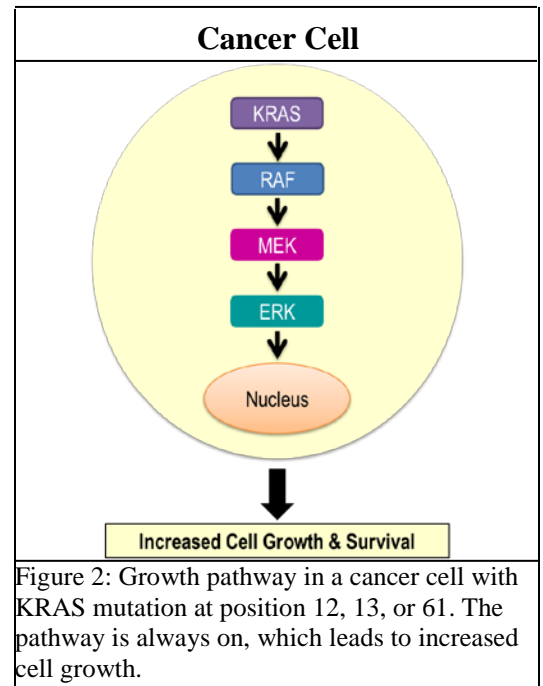 Cancer Cell
KRAS
RAF
MEK
ERK
Nucleus
Increased Cell Growth & Survival
Figure 2: Growth pathway in a cancer cell with
KRAS mutation at position 12, 13, or 61. The
pathway is always on, which leads to increased
cell growth.